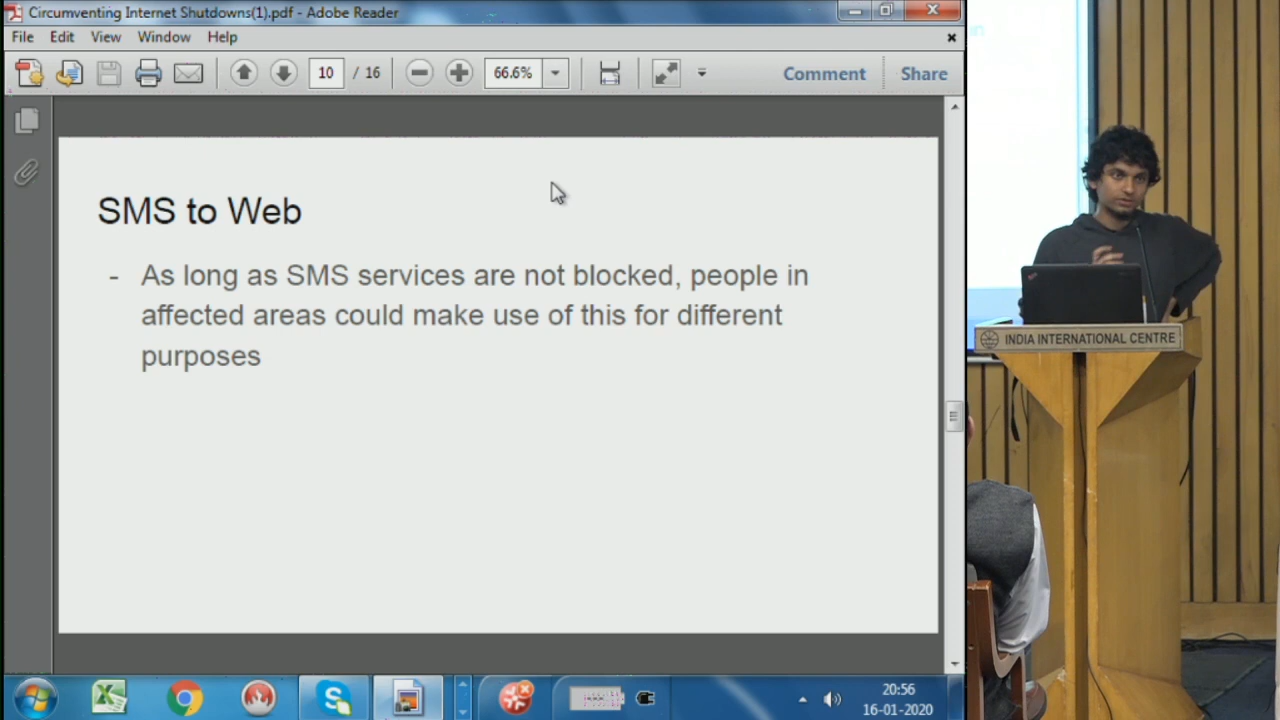 Circumventing Internet Shutdowns(1).pdf - Adobe Reader
File Edit View Window Help
10 / 16 66.6% Comment Share
SMS to Web
- As long as SMS services are not blocked, people in
affected areas could make use of this for different
purposes
INDIA INTERNATIONAL CENTRE
20:56
16-01-2020